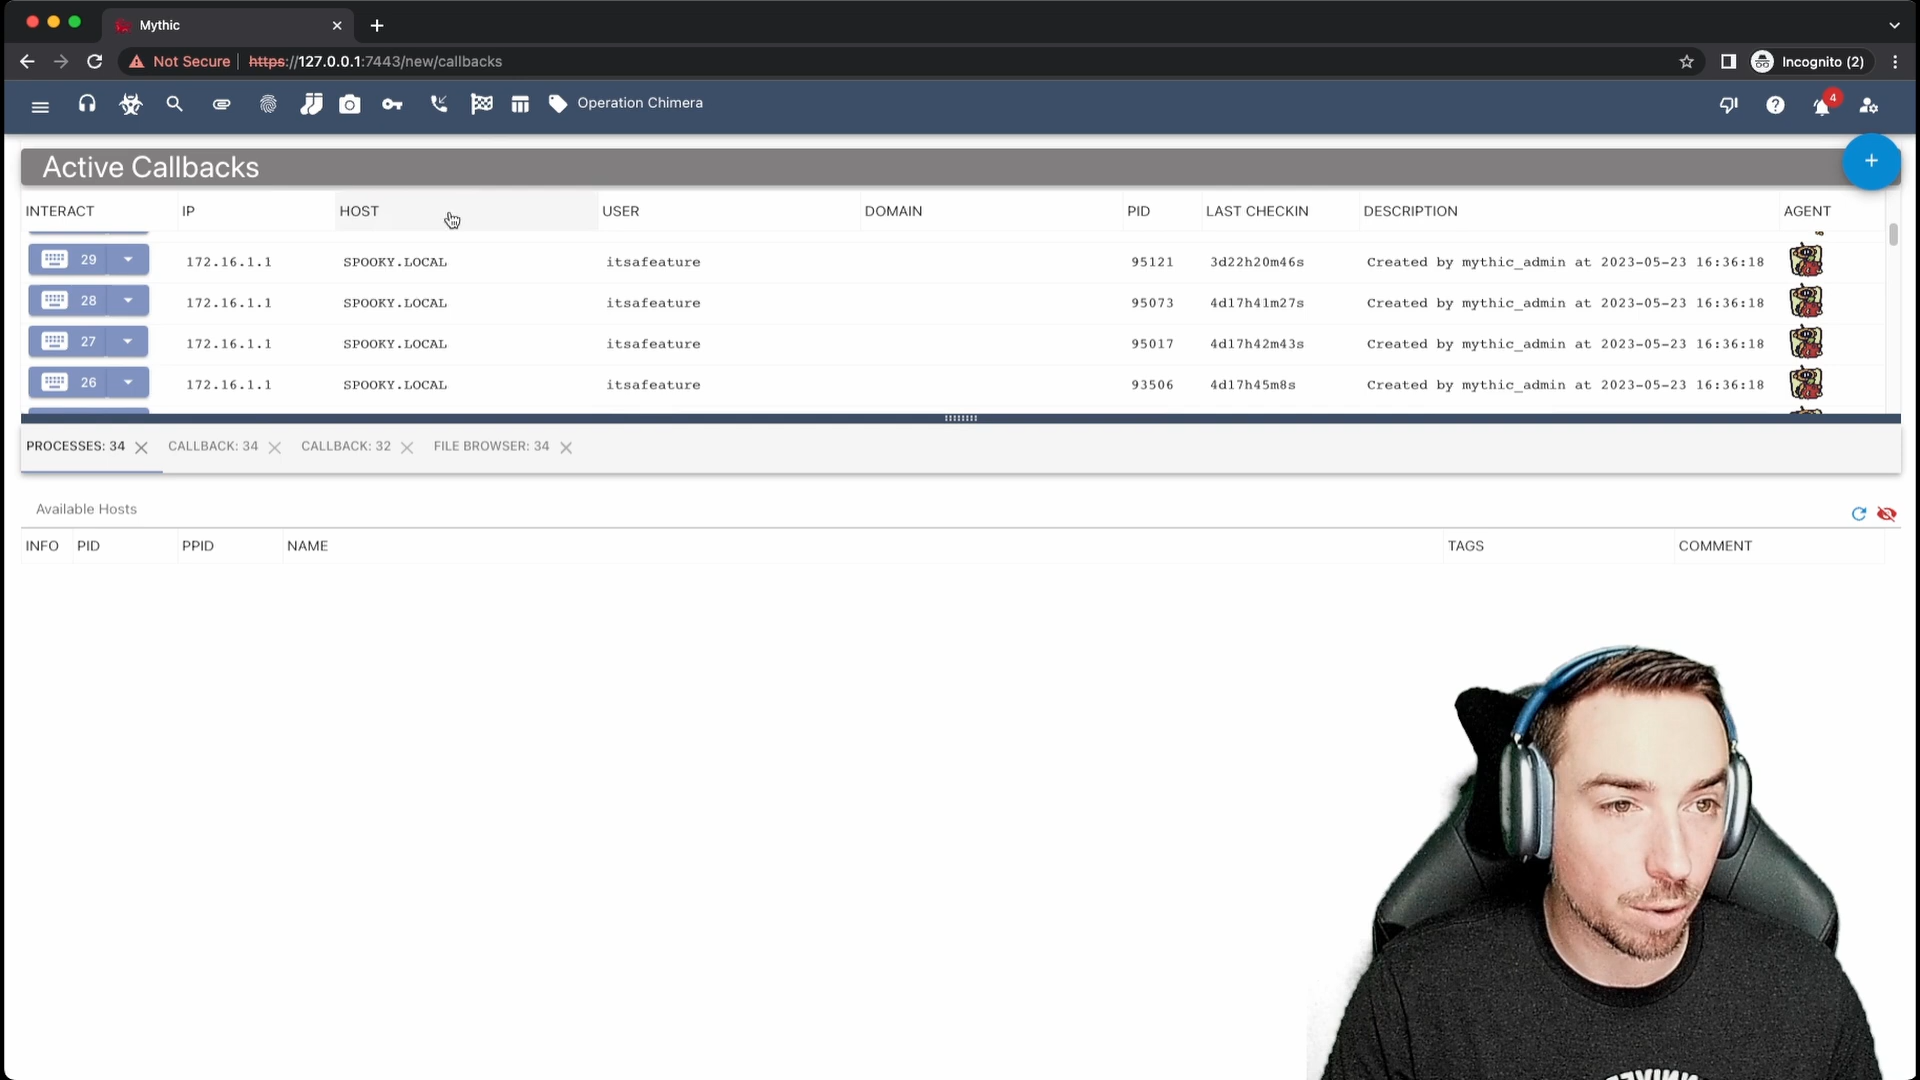 Mythic
Not Secure https://127.0.0.1:7443/new/callbacks Incognito (2)
Operation Chimera 4
Active Callbacks
INTERACT IP HOST USER DOMAIN PID LAST CHECKIN DESCRIPTION AGENT
29 172.16.1.1 SPOOKY.LOCAL itsafeature 95121 3d22h20m46s Created by mythic_admin at 2023-05-23 16:36:18
28 172.16.1.1 SPOOKY.LOCAL itsafeature 95073 4d17h41m27s Created by mythic_admin at 2023-05-23 16:36:18
27 172.16.1.1 SPOOKY.LOCAL itsafeature 95017 4d17h42m43s Created by mythic_admin at 2023-05-23 16:36:18
26 172.16.1.1 SPOOKY.LOCAL itsafeature 93506 4d17h45m8s Created by mythic_admin at 2023-05-23 16:36:18
PROCESSES: 34 CALLBACK: 34 CALLBACK: 32 FILE BROWSER: 34
Available Hosts
INFO PID PPID NAME TAGS COMMENT